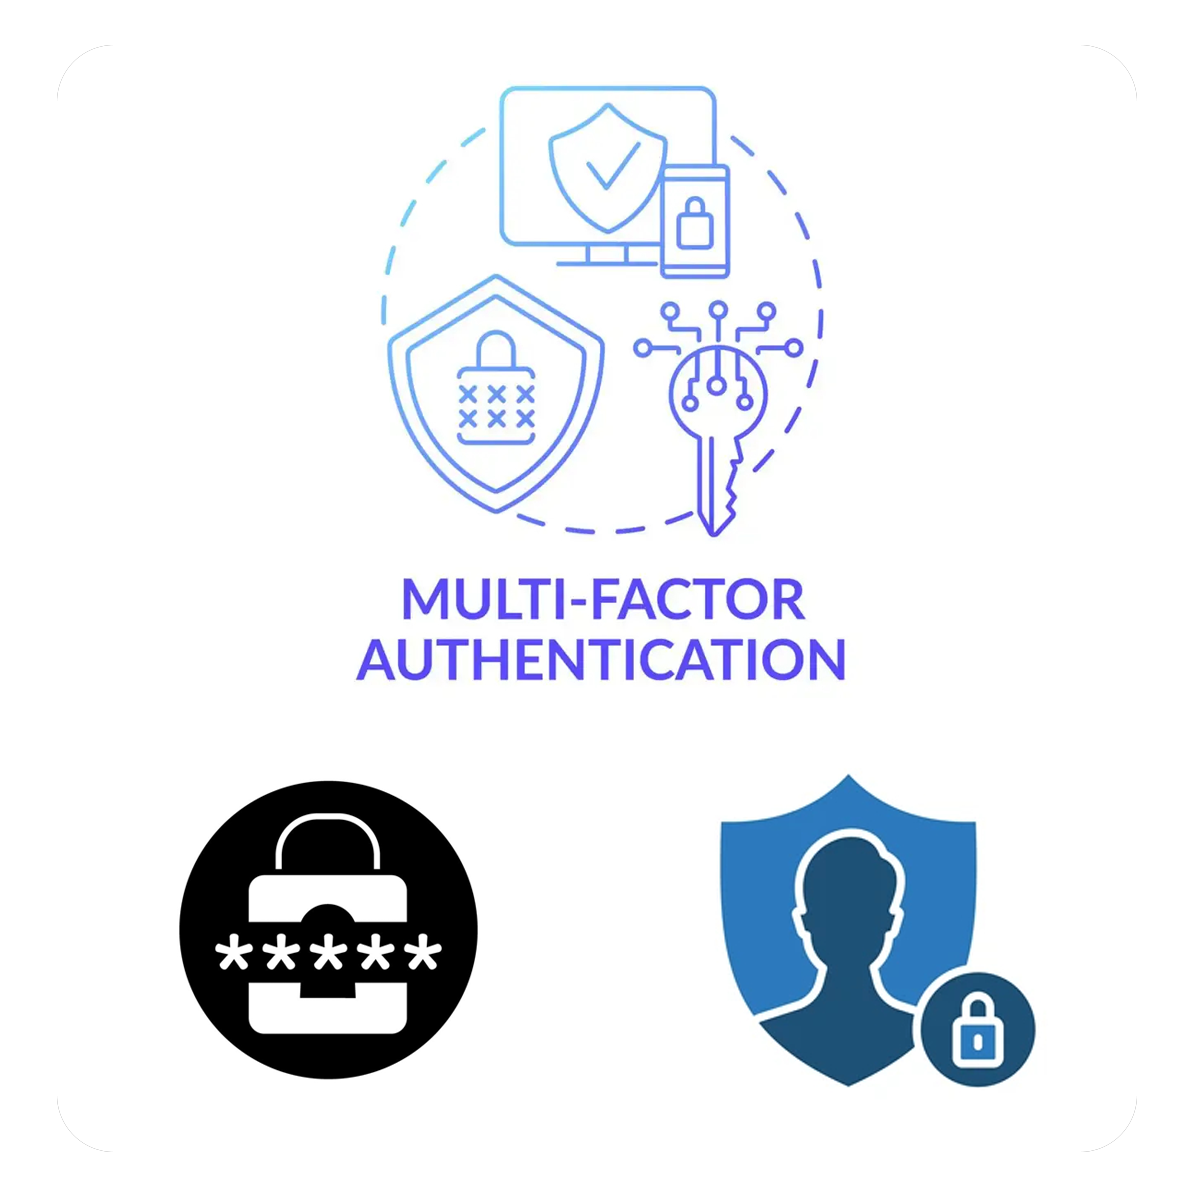 MULTI-FACTOR
AUTHENTICATION
*****